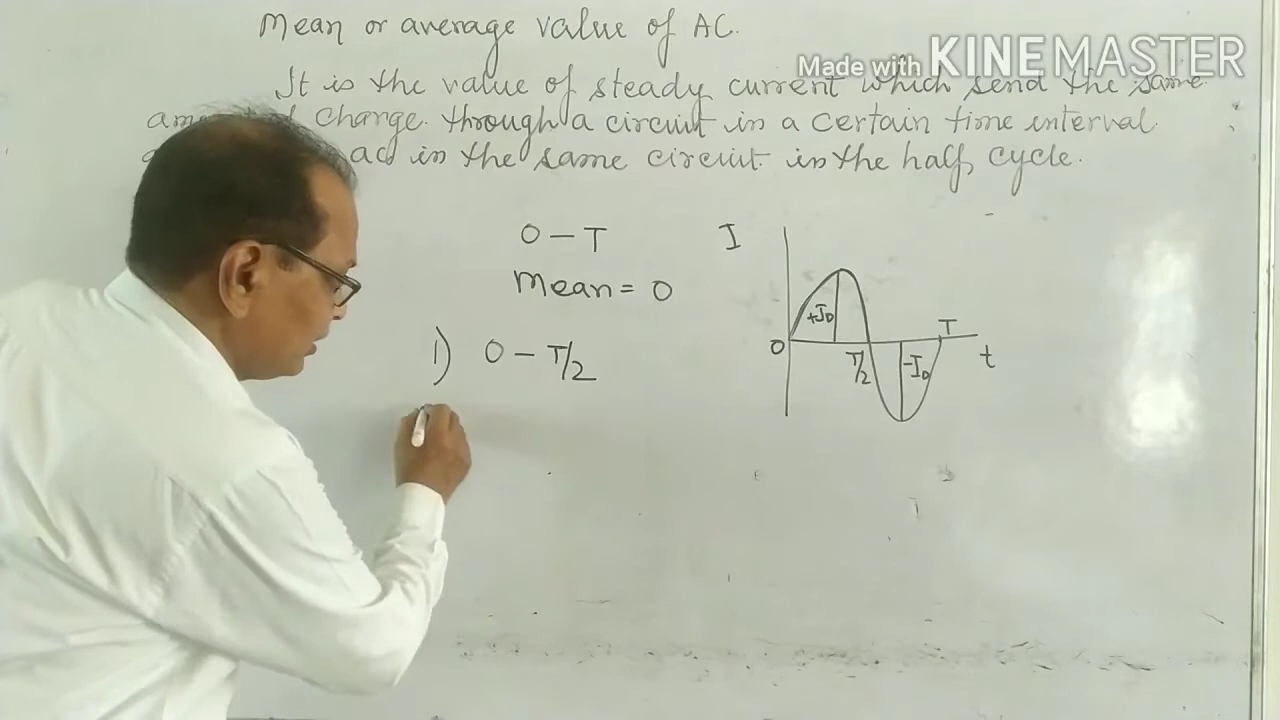 Mean or average value of AC.
Made with KINEMASTER
It is the value of steady current which send the same
charge through a circuit in a certain time interval
ac in the same circuit in the half cycle.
0 - T
Mean = 0
1) 0 - T/2
I
+I0
0
T/2
-I0
T
t